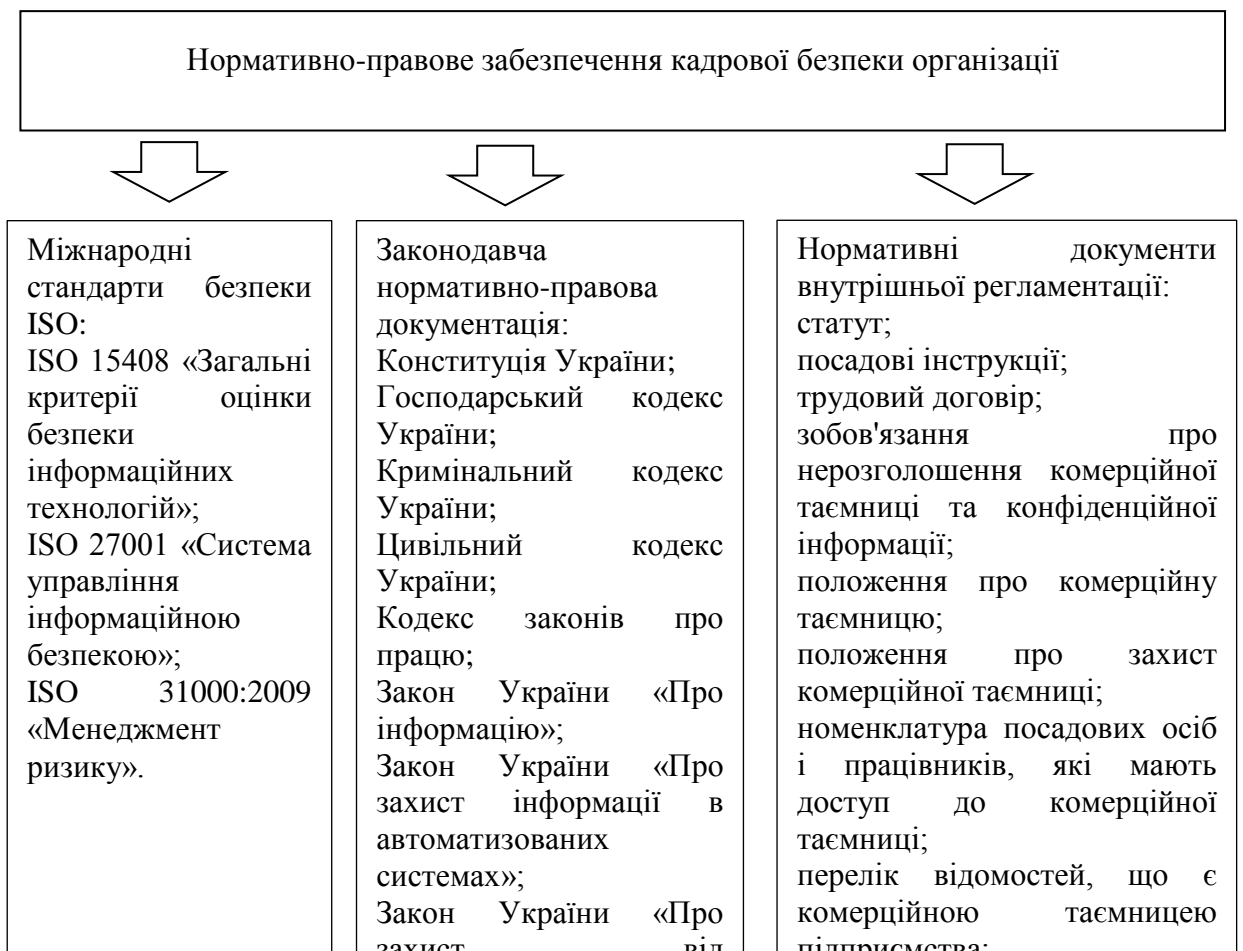 Нормативно-правове забезпечення кадрової безпеки організації
Міжнародні
стандарти безпеки
ISO:
ISO 15408 «Загальні
критерії оцінки
безпеки
інформаційних
технологій»;
ISO 27001 «Система
управління
інформаційною
безпекою»;
ISO 31000:2009
«Менеджмент
ризику».
Законодавча
нормативно-правова
документація:
Конституція України;
Господарський кодекс
України;
Кримінальний кодекс
України;
Цивільний кодекс
України;
Кодекс законів про
працю;
Закон України «Про
інформацію»;
Закон України «Про
захист інформації в
автоматизованих
системах»;
Закон України «Про
захист від
Нормативні документи
внутрішньої регламентації:
статут;
посадові інструкції;
трудовий договір;
зобов'язання про
нерозголошення комерційної
таємниці та конфіденційної
інформації;
положення про комерційну
таємницю;
положення про захист
комерційної таємниці;
номенклатура посадових осіб
і працівників, які мають
доступ до комерційної
таємниці;
перелік відомостей, що є
комерційною таємницею
підприємства;